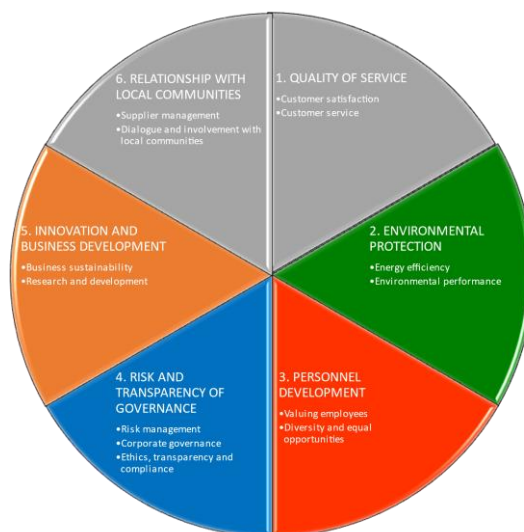 1. QUALITY OF SERVICE
•Customer satisfaction
•Customer service
2. ENVIRONMENTAL
PROTECTION
•Energy efficiency
•Environmental performance
3. PERSONNEL
DEVELOPMENT
•Valuing employees
•Diversity and equal
opportunities
4. RISK AND
TRANSPARENCY OF
GOVERNANCE
•Risk management
•Corporate governance
•Ethics, transparency and
compliance
5. INNOVATION AND
BUSINESS DEVELOPMENT
•Business sustainability
•Research and development
6. RELATIONSHIP WITH
LOCAL COMMUNITIES
•Supplier management
•Dialogue and involvement with
local communities